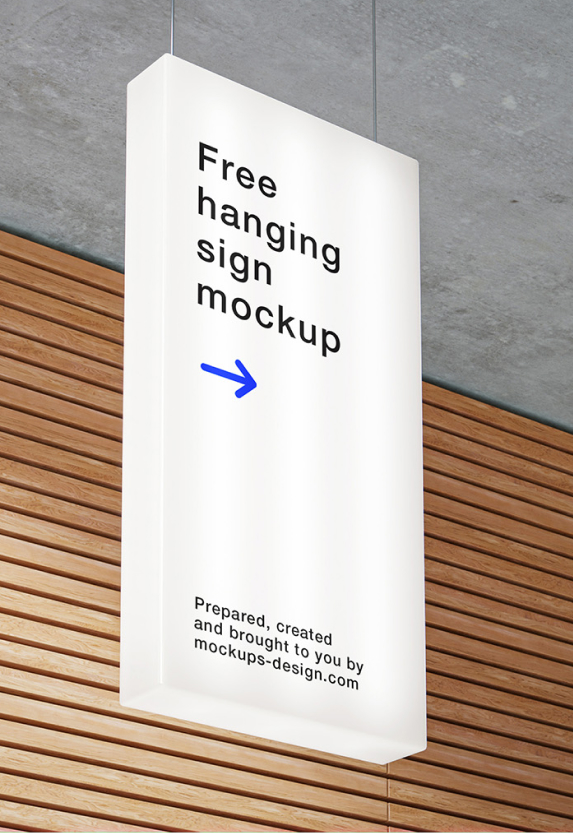 Free
hanging
sign
mockup
Prepared, created
and brought to you by
mockups-design.com